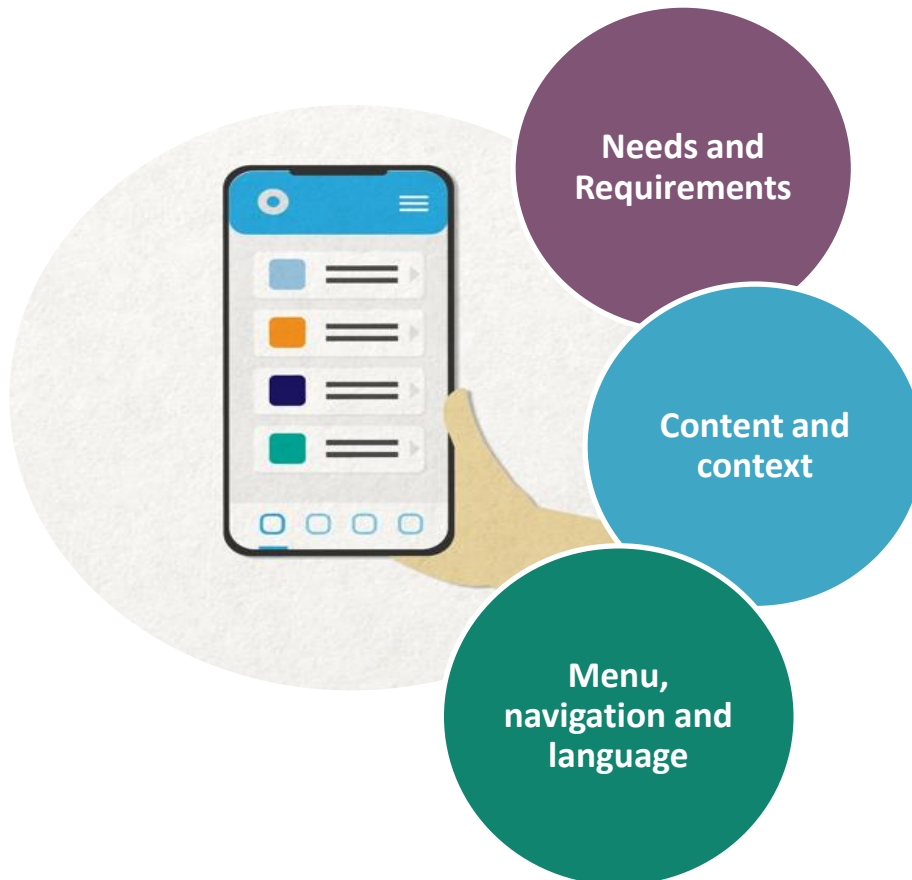 Needs and
Requirements
Content and
context
Menu,
navigation and
language